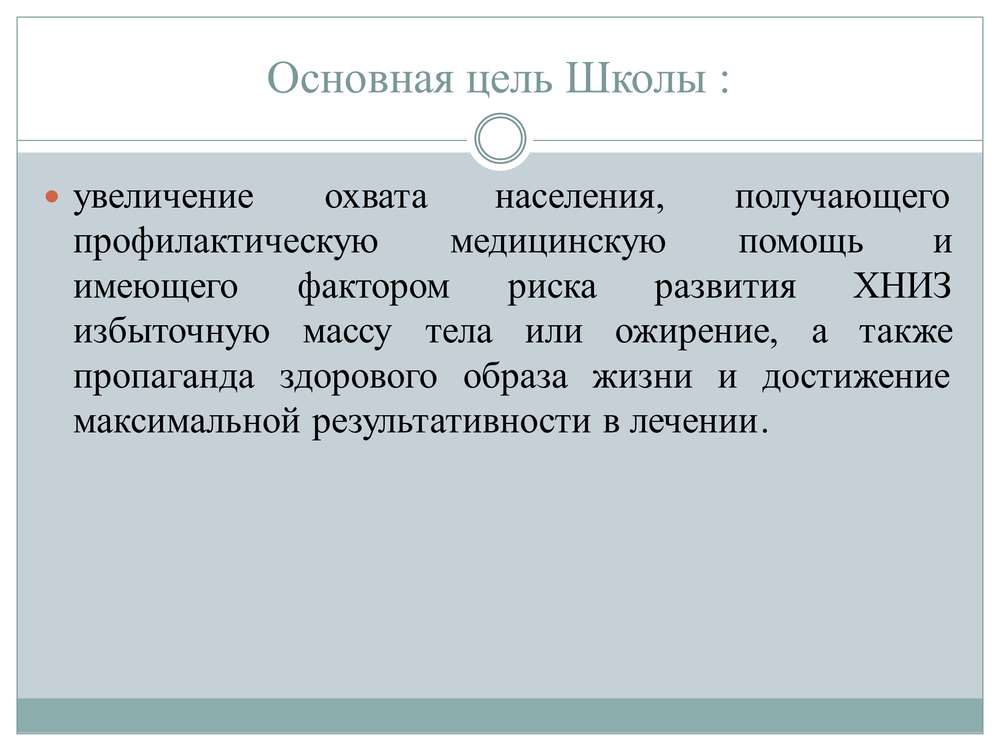 Основная цель Школы :
• увеличение охвата населения, получающего
профилактическую медицинскую помощь и
имеющего фактором риска развития ХНИЗ
избыточную массу тела или ожирение, а также
пропаганда здорового образа жизни и достижение
максимальной результативности в лечении.